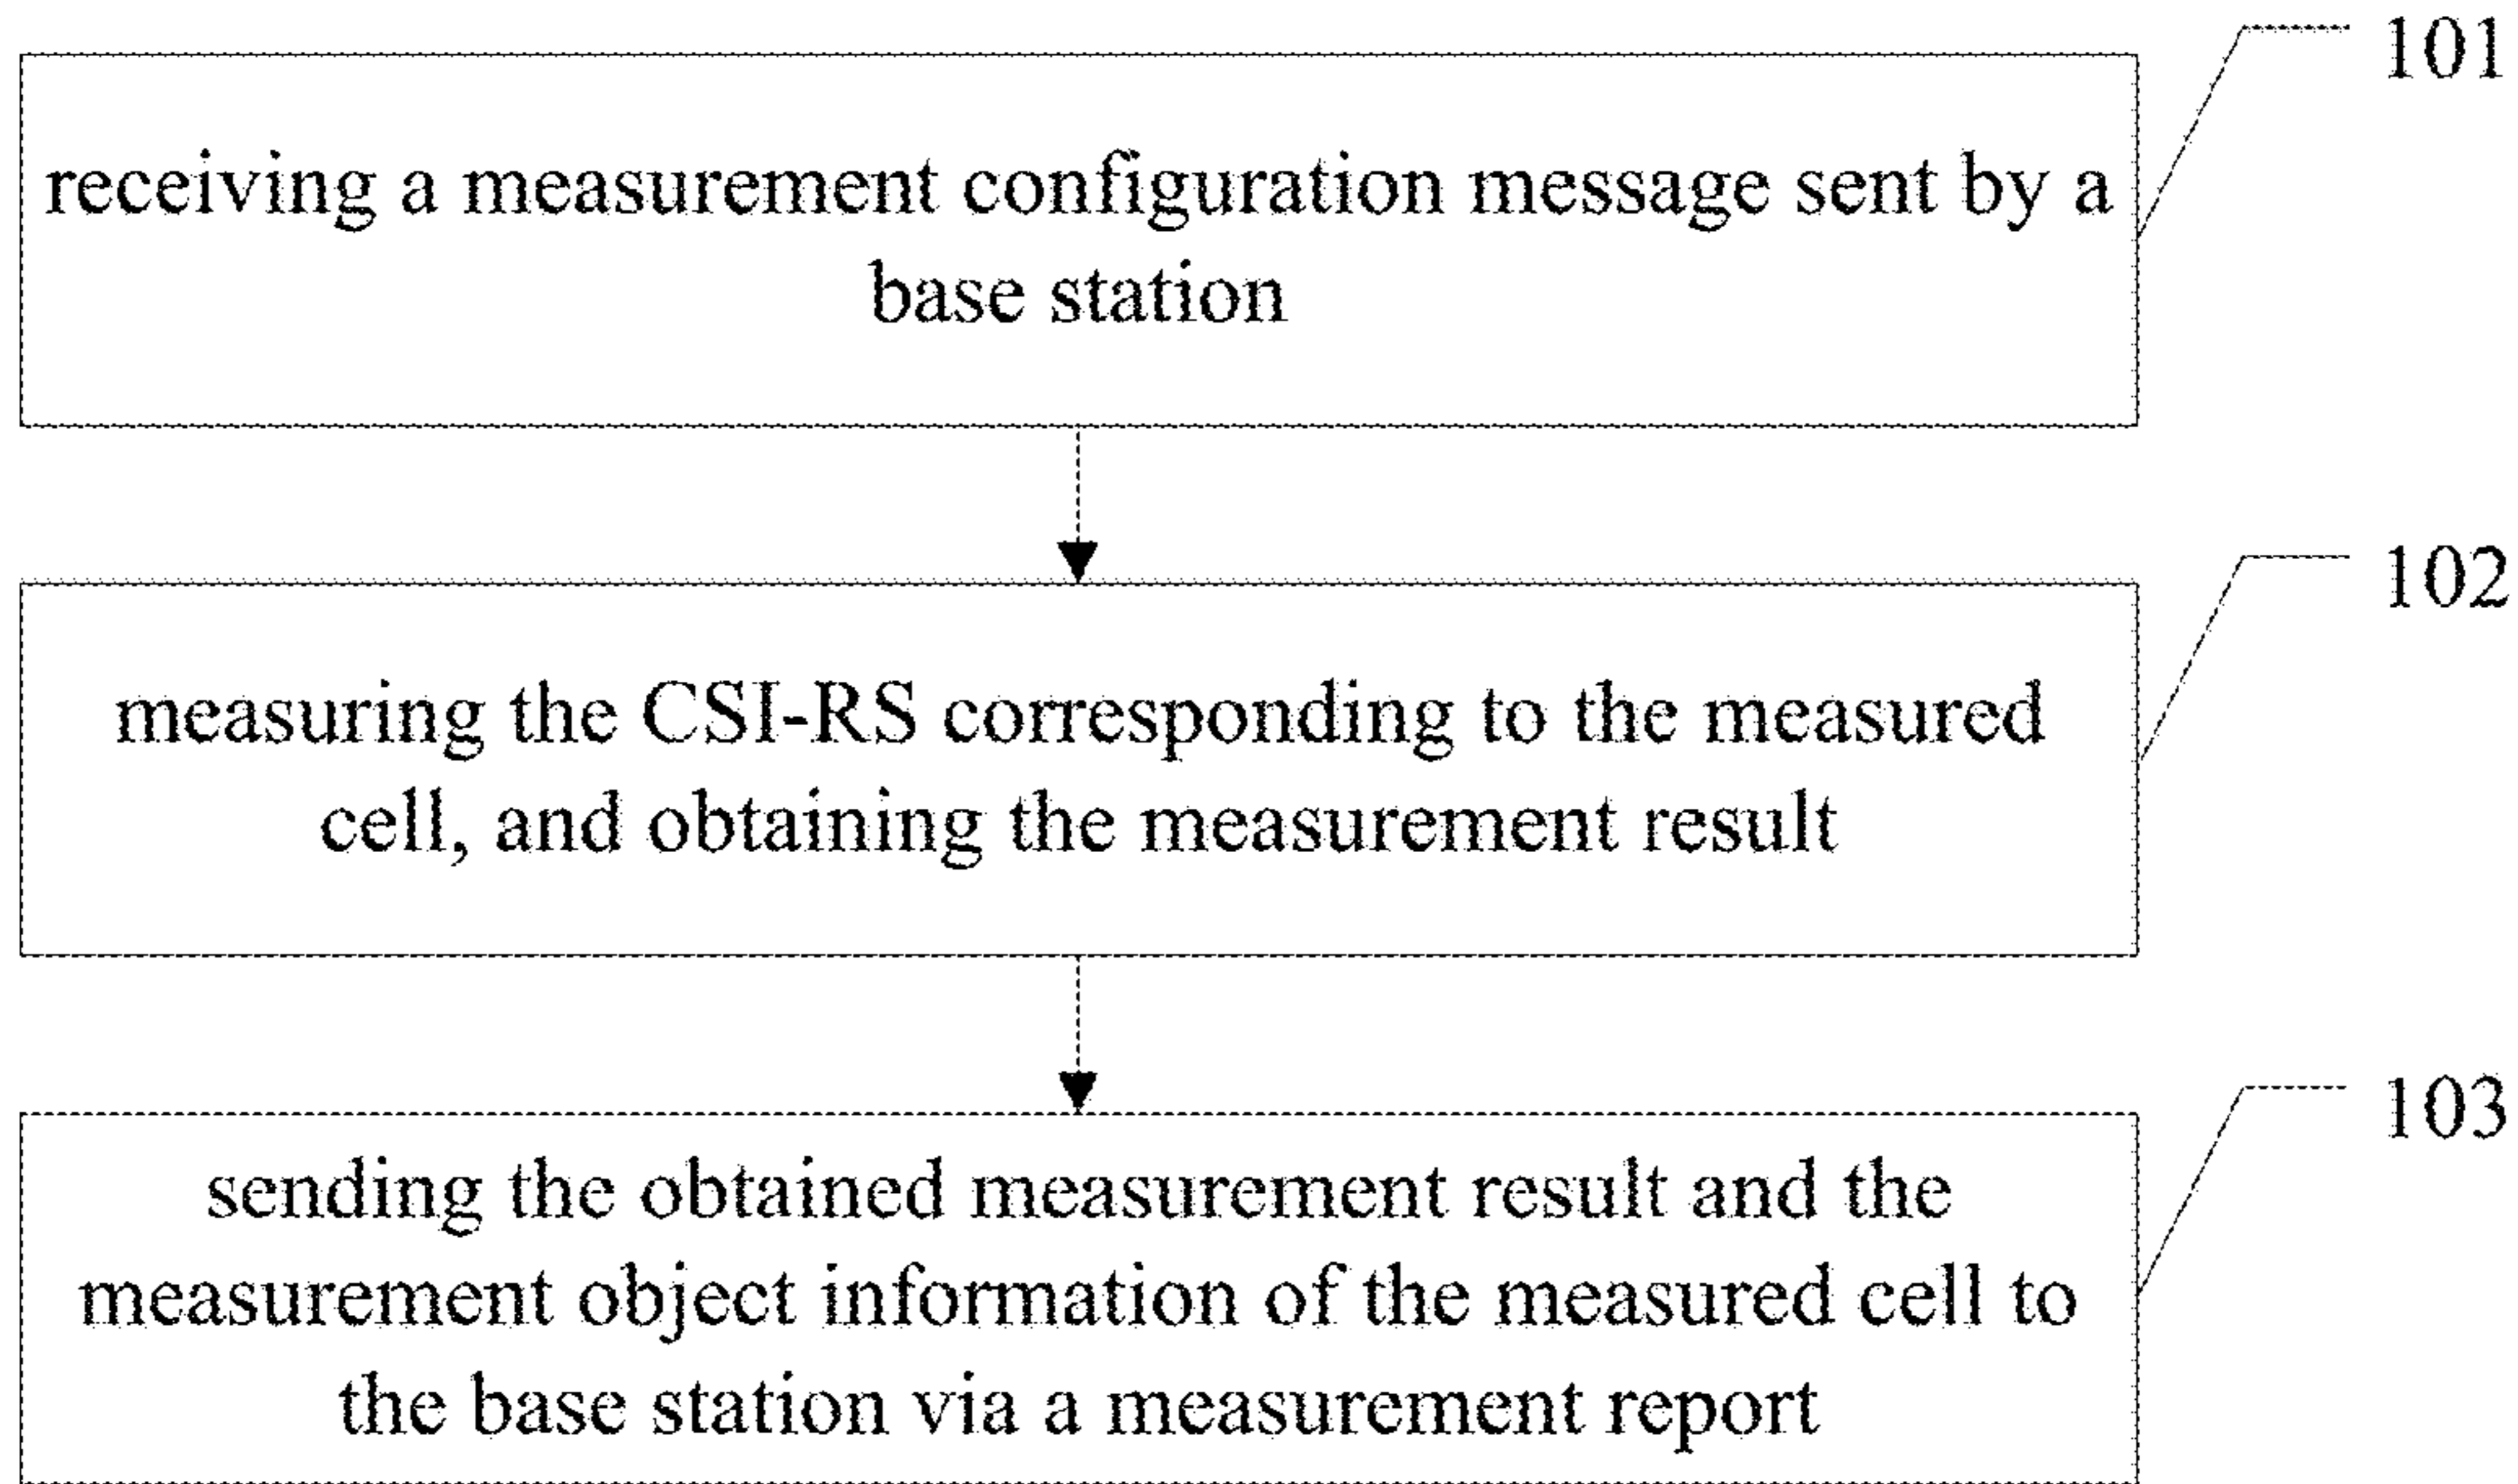 101
receiving a measurement configuration message sent by a
base station
102
measuring the CSI-RS corresponding to the measured
cell, and obtaining the measurement result
103
sending the obtained measurement result and the
measurement object information of the measured cell to
the base station via a measurement report